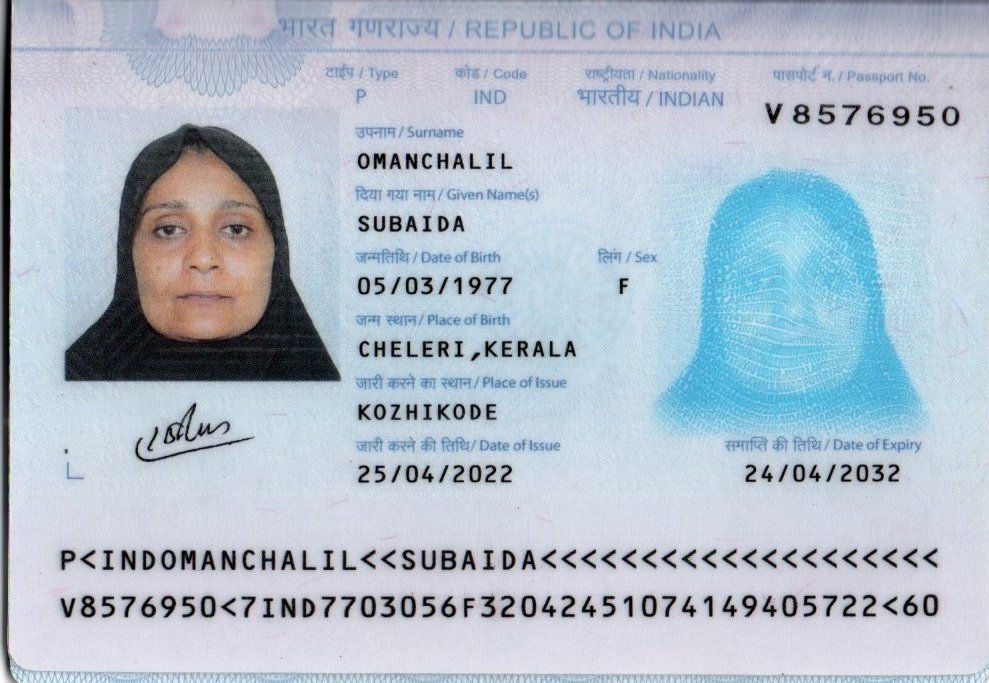 भारत गणराज्य / REPUBLIC OF INDIA
टाईप / Type कोड / Code राष्ट्रीयता / Nationality पासपोर्ट न. / Passport No.
P IND भारतीय / INDIAN V8576950
उपनाम / Surname
OMANCHALIL
दिया गया नाम / Given Name(s)
SUBAIDA
जन्मतिथि / Date of Birth लिंग / Sex
05/03/1977 F
जन्म स्थान / Place of Birth
CHELERI,KERALA
जारी करने का स्थान / Place of Issue
KOZHIKODE
जारी करने की तिथि / Date of Issue समाप्ति की तिथि / Date of Expiry
25/04/2022 24/04/2032
P<INDOMANCHALIL<<SUBAIDA<<<<<<<<<<<<<<<<<<<<
V8576950<7IND7703056F32042451074149405722<60